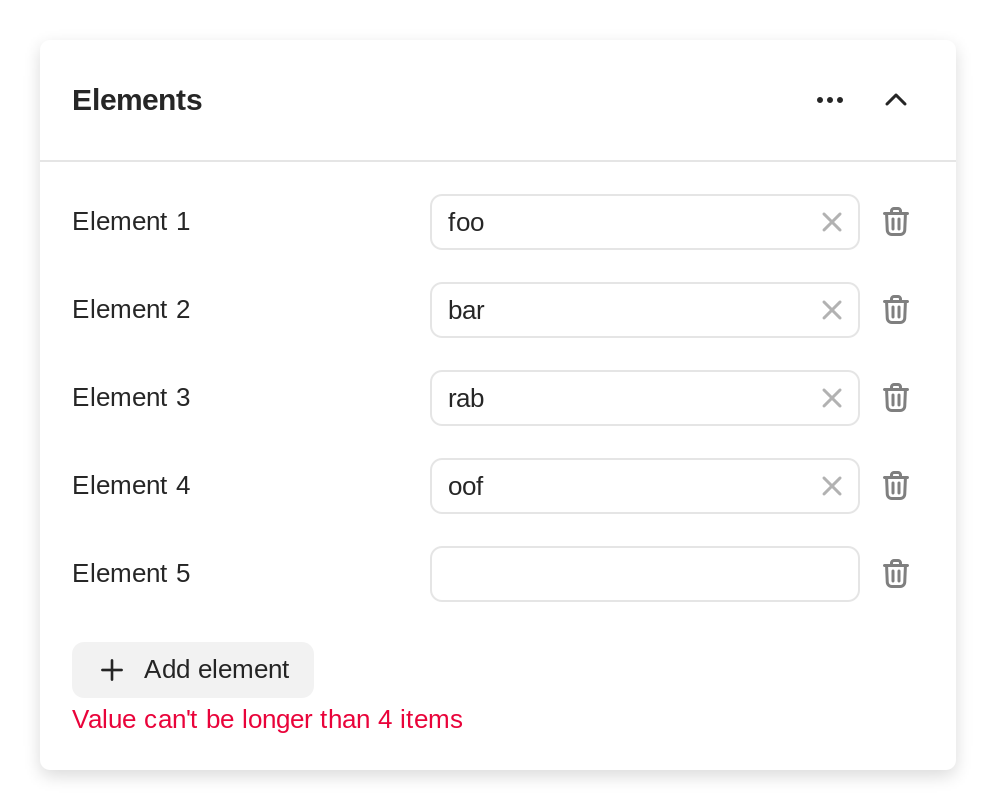 Elements
Element 1 foo
Element 2 bar
Element 3 rab
Element 4 oof
Element 5
Add element
Value can't be longer than 4 items